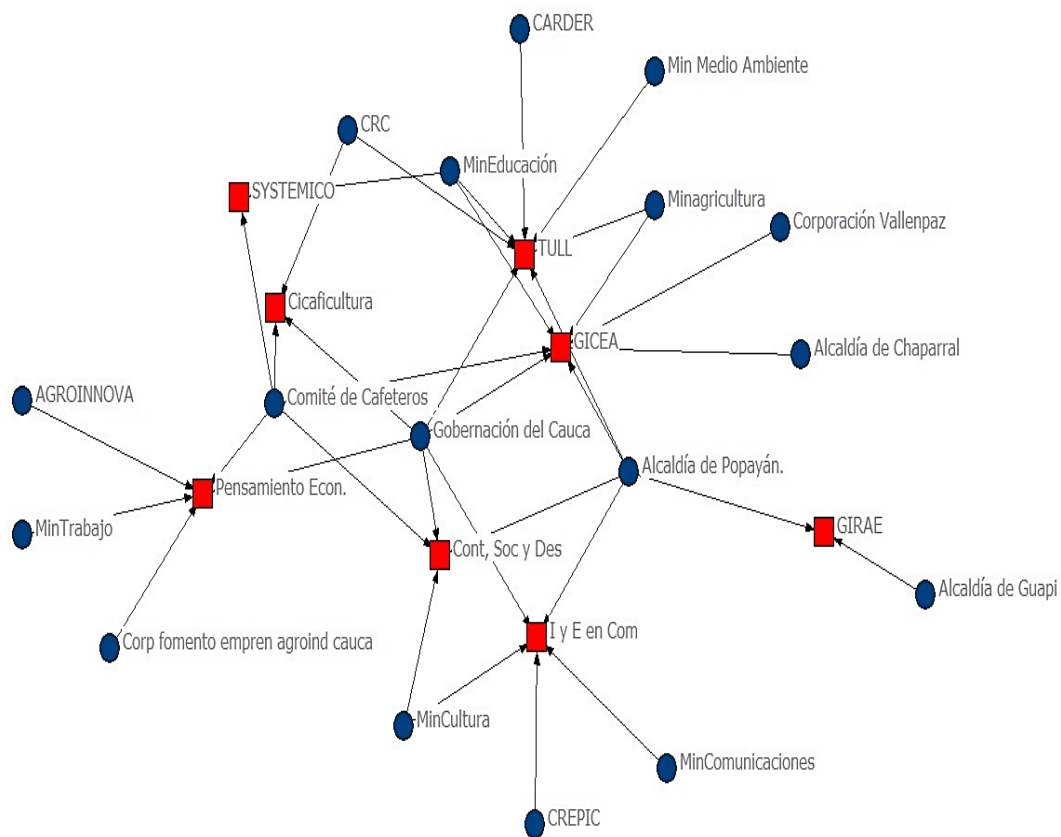 CARDER
Min Medio Ambiente
CRC
MinEducación
SYSTEMICO
Minagricultura
Corporación Vallenpaz
TULL
Cicaficultura
GICEA
Alcaldía de Chaparral
AGROINNOVA
Comité de Cafeteros
Gobernación del Cauca
Alcaldía de Popayán.
Pensamiento Econ.
MinTrabajo
GIRAE
Cont, Soc y Des
Alcaldía de Guapi
Corp fomento empren agroind cauca
I y E en Com
MinCultura
MinComunicaciones
CREPIC